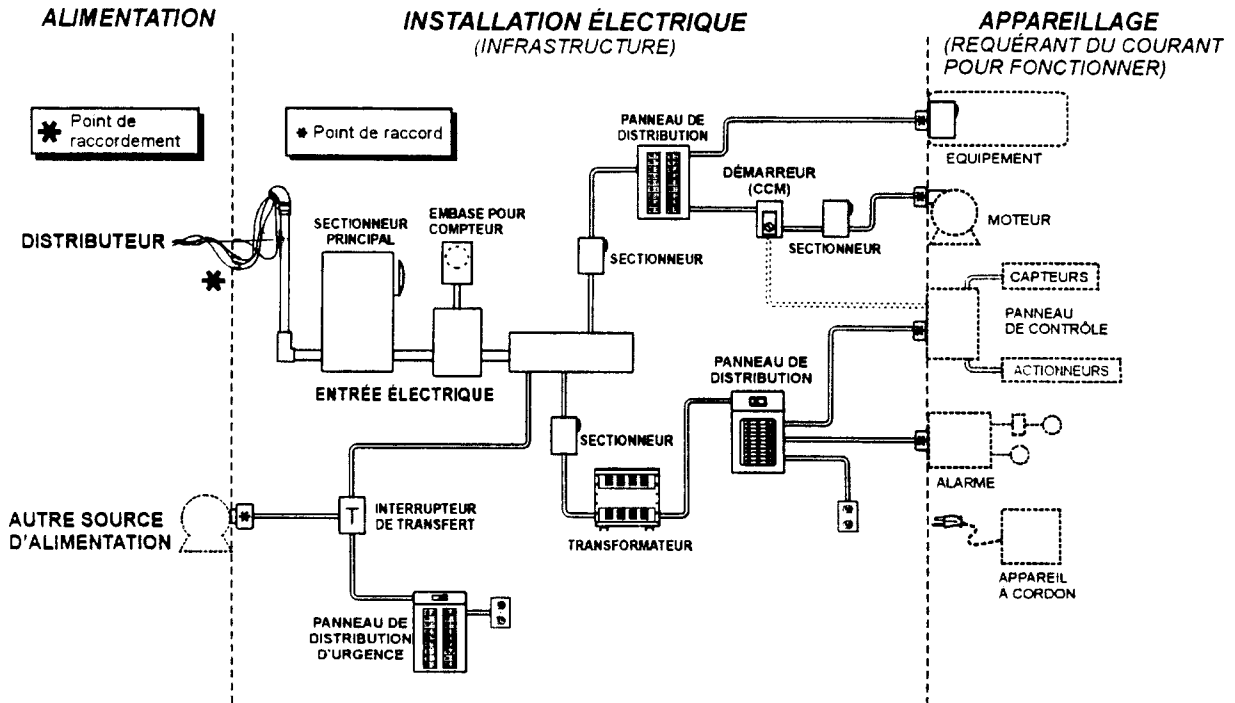 ALIMENTATION
INSTALLATION ÉLECTRIQUE
(INFRASTRUCTURE)
APPAREILLAGE
(REQUÉRANT DU COURANT
POUR FONCTIONNER)
Point de
raccordement
Point de raccord
PANNEAU DE
DISTRIBUTION
ÉQUIPEMENT
DÉMARREUR
(CCM)
SECTIONNEUR
MOTEUR
DISTRIBUTEUR
SECTIONNEUR
PRINCIPAL
EMBASE POUR
COMPTEUR
SECTIONNEUR
CAPTEURS
PANNEAU
DE CONTRÔLE
ACTIONNEURS
ENTRÉE ÉLECTRIQUE
PANNEAU DE
DISTRIBUTION
SECTIONNEUR
ALARME
AUTRE SOURCE
D'ALIMENTATION
T
INTERRUPTEUR
DE TRANSFERT
TRANSFORMATEUR
APPAREIL
À CORDON
PANNEAU DE
DISTRIBUTION
D'URGENCE